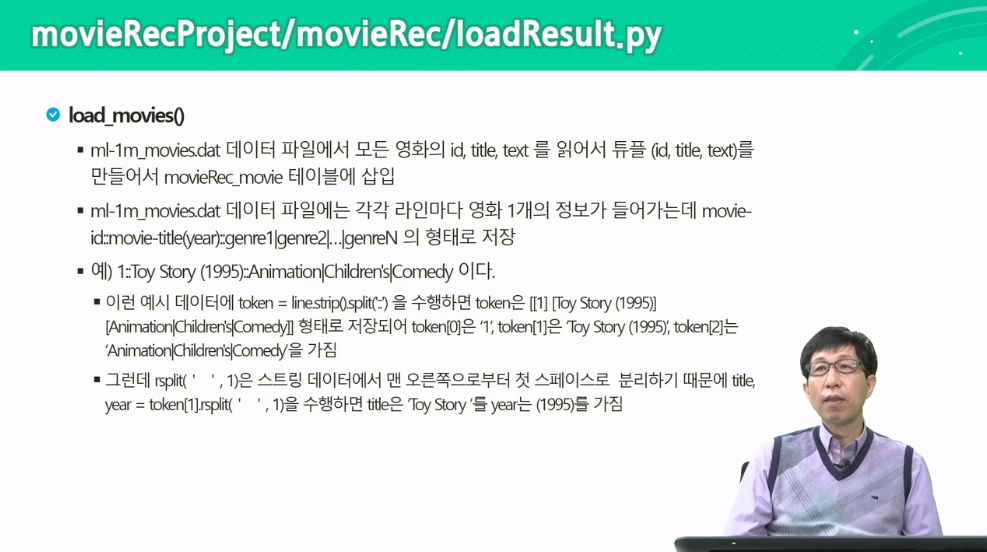 movieRecProject/movieRec/loadResult.py
load_movies()
ml-1m_movies.dat 데이터 파일에서 모든 영화의 id, title, text 를 읽어서 튜플 (id, title, text)를
만들어서 movieRec_movie 테이블에 삽입
ml-1m_movies.dat 데이터 파일에는 각각 라인마다 영화 1개의 정보가 들어가는데 movie-
id::movie-title(year)::genre1|genre2|…|genreN 의 형태로 저장
예) 1::Toy Story (1995)::Animation|Children's|Comedy 이다.
이런 예시 데이터에 token = line.strip().split('::') 을 수행하면 token은 [[1] [Toy Story (1995)]
[Animation|Children's|Comedy]] 형태로 저장되어 token[0]은 '1', token[1]은 'Toy Story (1995)', token[2]는
'Animation|Children's|Comedy'을 가짐
그런데 rsplit( ' ' , 1)은 스트링 데이터에서 맨 오른쪽으로부터 첫 스페이스로 분리하기 때문에 title,
year = token[1].rsplit( ' ' , 1)을 수행하면 title은 'Toy Story '를 year는 (1995)를 가짐